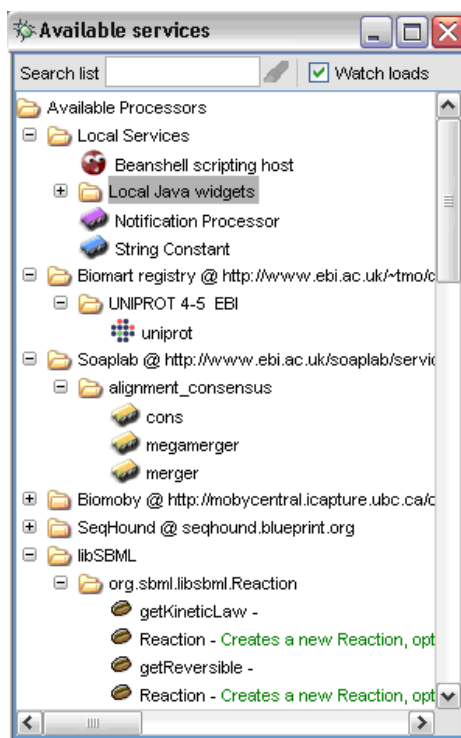 Available services
Search list Watch loads
Available Processors
Local Services
Beanshell scripting host
Local Java widgets
Notification Processor
String Constant
Biomart registry @ http://www.ebi.ac.uk/~tmo/c
UNIPROT 4-5 EBI
uniprot
Soaplab @ http://www.ebi.ac.uk/soaplab/servic
alignment_consensus
cons
megamerger
merger
Biomoby @ http://mobycentral.icapture.ubc.ca/c
SeqHound @ seqhound.blueprint.org
libSBML
org.sbml.libsbml.Reaction
getKineticLaw -
Reaction - Creates a new Reaction, opt
getReversible -
Reaction - Creates a new Reaction, opt